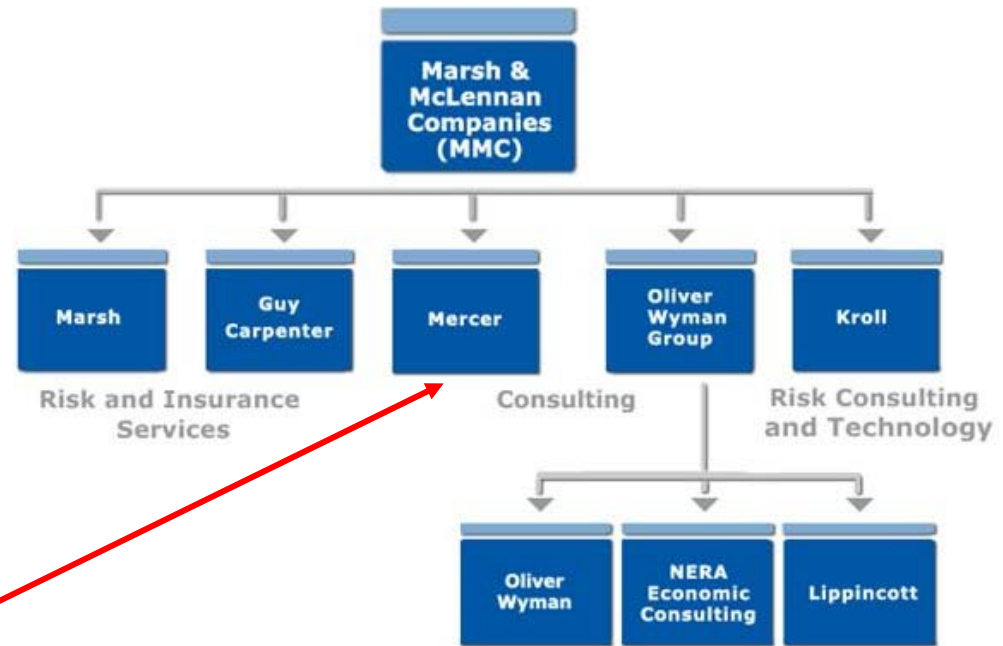 Marsh &
McLennan
Companies
(MMC)
Marsh
Guy
Carpenter
Mercer
Oliver
Wyman
Group
Kroll
Risk and Insurance
Services
Consulting
Risk Consulting
and Technology
Oliver
Wyman
NERA
Economic
Consulting
Lippincott